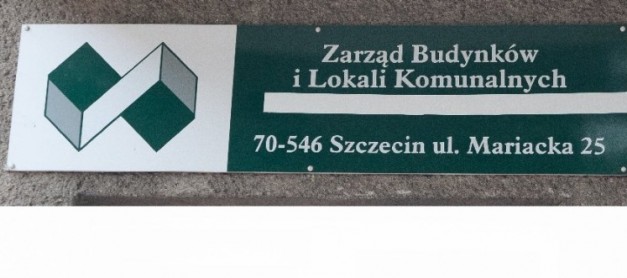 Zarząd Budynków
i Lokali Komunalnych
70-546 Szczecin ul. Mariacka 25